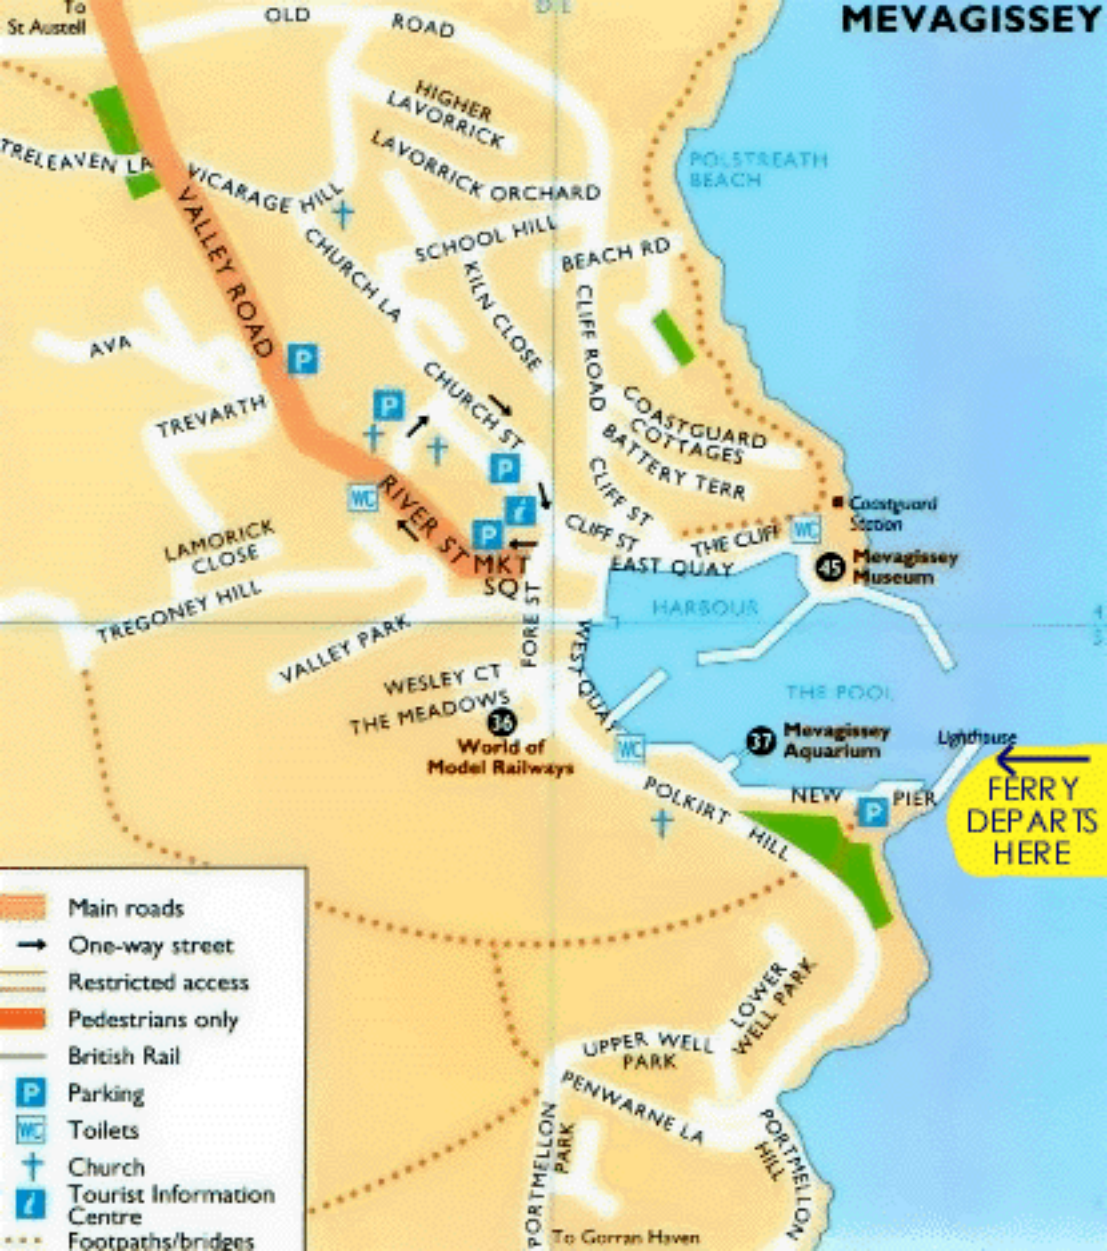 To
St Austell
OLD ROAD
MEVAGISSEY
HIGHER
LAVORRICK
LAVORRICK ORCHARD
TRELEAVEN LA
VICARAGE HILL
POLSTREATH
BEACH
VALLEY ROAD
CHURCH LA
SCHOOL HILL
BEACH RD
KILN CLOSE
CLIFF ROAD
AVA
P
TREVARTH
CHURCH ST
P
COASTGUARD
COTTAGES
BATTERY TERR
P
CLIFF ST
WC
RIVER ST
i
P
CLIFF ST
THE CLIFF
WC
Coastguard
Station
LAMORICK
CLOSE
MKT
SQ
EAST QUAY
45 Mevagissey
Museum
TREGONEY HILL
FORE ST
HARBOUR
4
5
VALLEY PARK
WEST QUAY
WESLEY CT
THE MEADOWS
THE POOL
36
World of
Model Railways
WC
37 Mevagissey
Aquarium
Lighthouse
FERRY
DEPARTS
HERE
POLKIRT HILL
NEW PIER
P
LOWER
WELL PARK
UPPER WELL
PARK
PENWARNE LA
PORTMELLON
PARK
PORTMELLON
HILL
To Gorran Haven
Main roads
One-way street
Restricted access
Pedestrians only
British Rail
P Parking
WC Toilets
Church
i Tourist Information
Centre
Footpaths/bridges